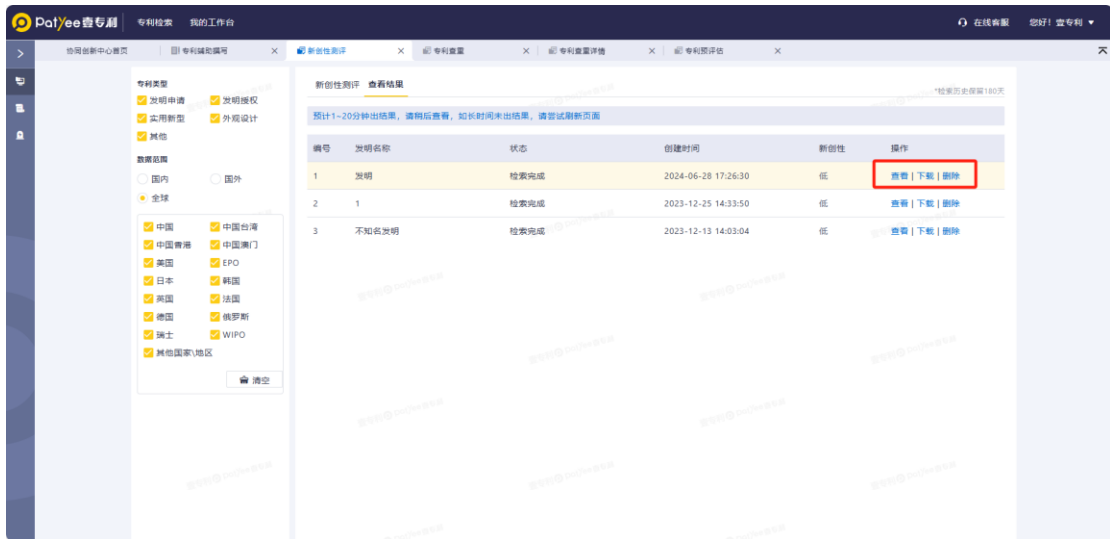 Patyee壹专利 专利检索 我的工作台 在线客服 您好！壹专利 ▼
协同创新中心首页 专利辅助撰写 × 新创性测评 × 专利查重 × 专利查重详情 × 专利预评估 ×
专利类型
发明申请 发明授权
实用新型 外观设计
其他
数据范围
国内 国外
全球
中国 中国台湾
中国香港 中国澳门
美国 EPO
日本 韩国
英国 法国
德国 俄罗斯
瑞士 WIPO
其他国家\地区
清空
新创性测评 查看结果
*检索历史保留180天
预计1~20分钟出结果，请稍后查看，如长时间未出结果，请尝试刷新页面
编号 发明名称 状态 创建时间 新创性 操作
1 发明 检索完成 2024-06-28 17:26:30 低 查看 | 下载 | 删除
2 1 检索完成 2023-12-25 14:33:50 低 查看 | 下载 | 删除
3 不知名发明 检索完成 2023-12-13 14:03:04 低 查看 | 下载 | 删除